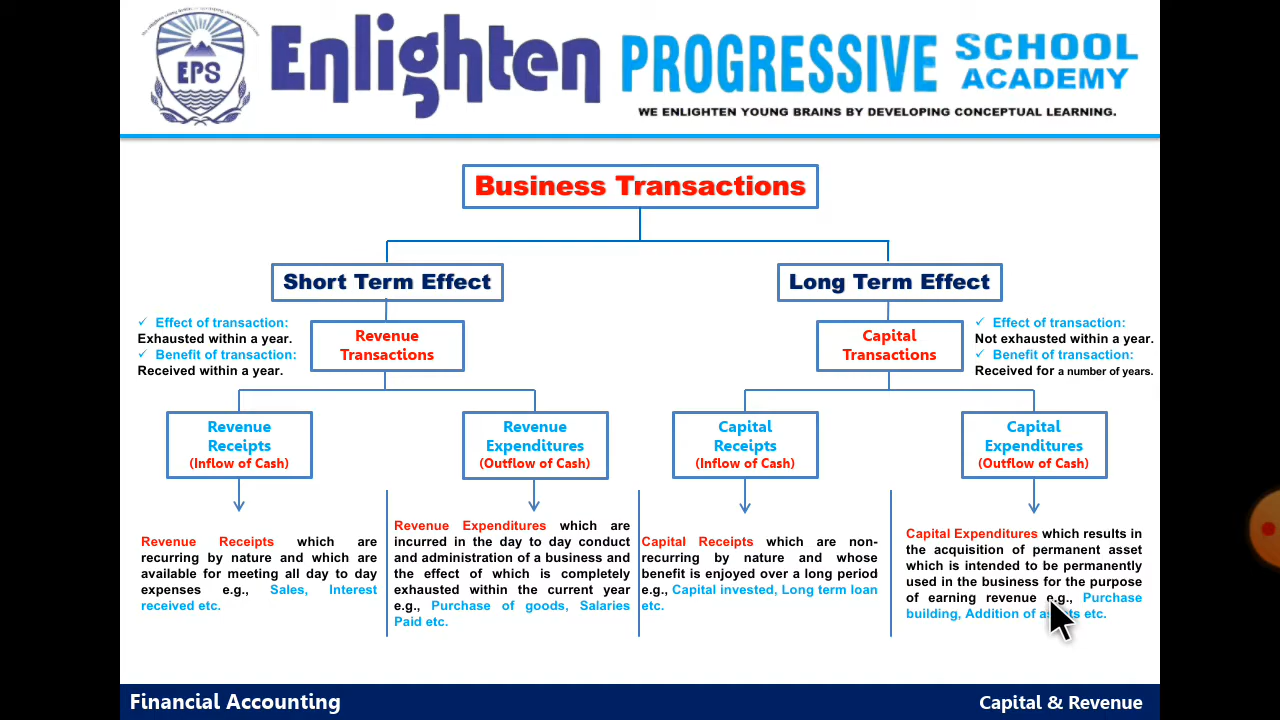 EPS
Enlighten PROGRESSIVE SCHOOL ACADEMY
WE ENLIGHTEN YOUNG BRAINS BY DEVELOPING CONCEPTUAL LEARNING.
Business Transactions
Short Term Effect
Long Term Effect
✓ Effect of transaction:
Exhausted within a year.
✓ Benefit of transaction:
Received within a year.
Revenue
Transactions
Capital
Transactions
✓ Effect of transaction:
Not exhausted within a year.
✓ Benefit of transaction:
Received for a number of years.
Revenue
Receipts
(Inflow of Cash)
Revenue
Expenditures
(Outflow of Cash)
Capital
Receipts
(Inflow of Cash)
Capital
Expenditures
(Outflow of Cash)
Revenue Receipts which are
recurring by nature and which are
available for meeting all day to day
expenses e.g., Sales, Interest
received etc.
Revenue Expenditures which are
incurred in the day to day conduct
and administration of a business and
the effect of which is completely
exhausted within the current year
e.g., Purchase of goods, Salaries
Paid etc.
Capital Receipts which are non-
recurring by nature and whose
benefit is enjoyed over a long period
e.g., Capital invested, Long term loan
etc.
Capital Expenditures which results in
the acquisition of permanent asset
which is intended to be permanently
used in the business for the purpose
of earning revenue e.g., Purchase
building, Addition of assets etc.
Financial Accounting
Capital & Revenue